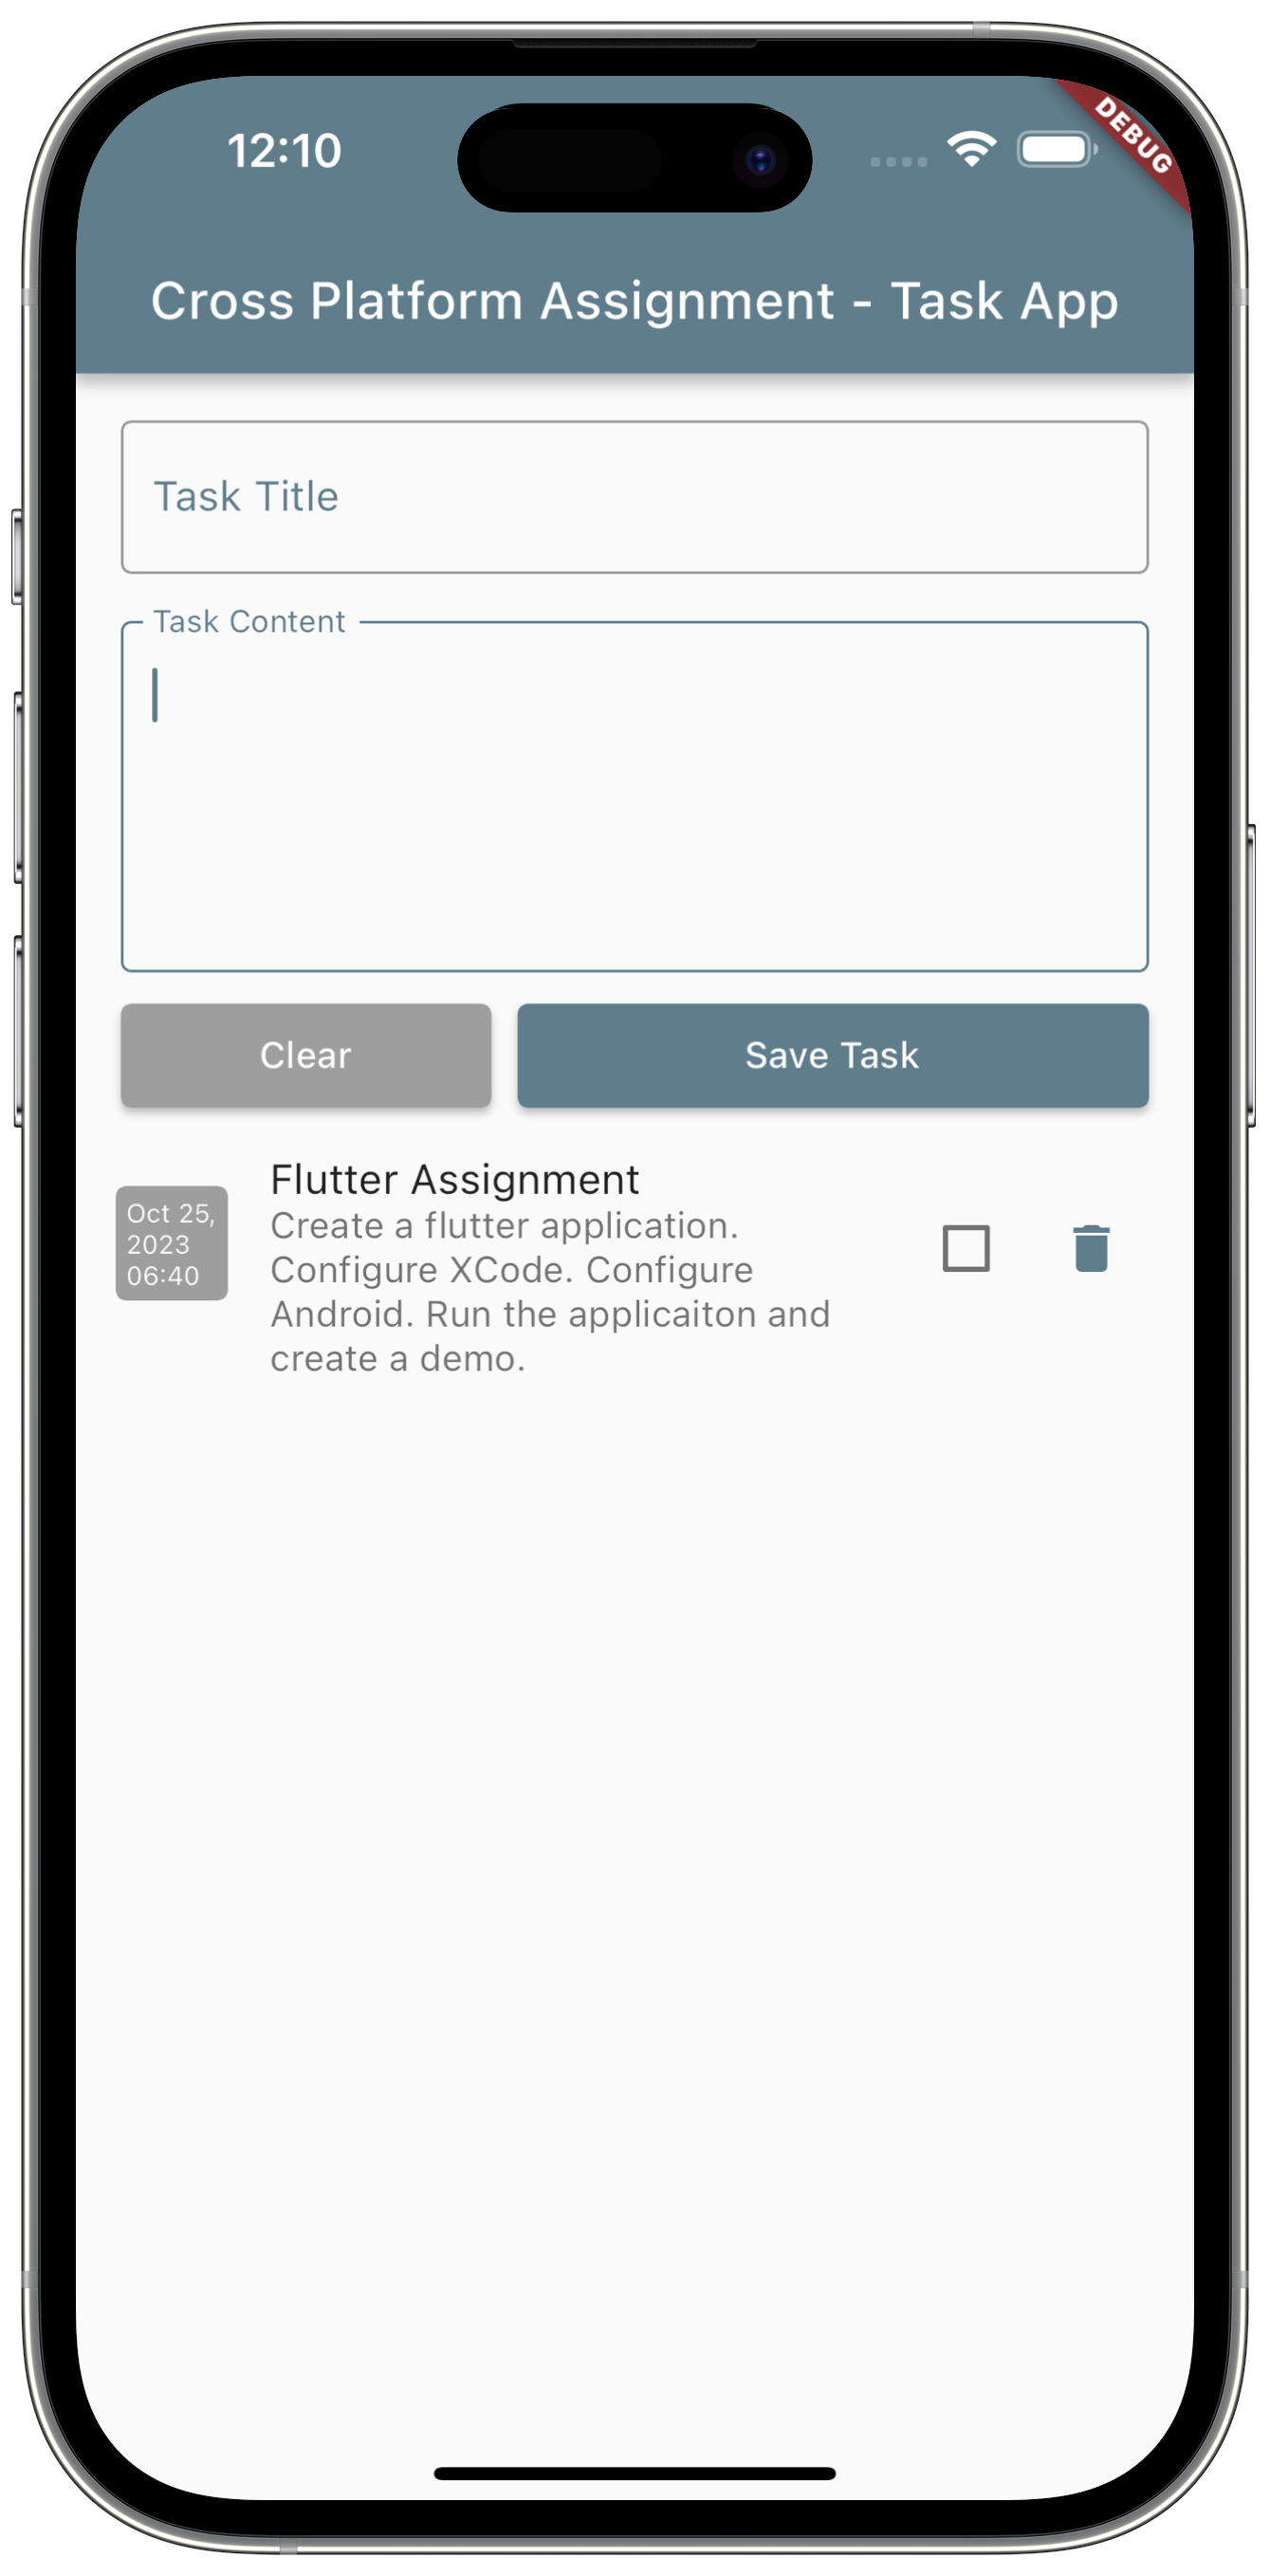 12:10
DEBUG
Cross Platform Assignment - Task App
Task Title
Task Content
Clear
Save Task
Oct 25,
2023
06:40
Flutter Assignment
Create a flutter application.
Configure XCode. Configure
Android. Run the applicaiton and
create a demo.